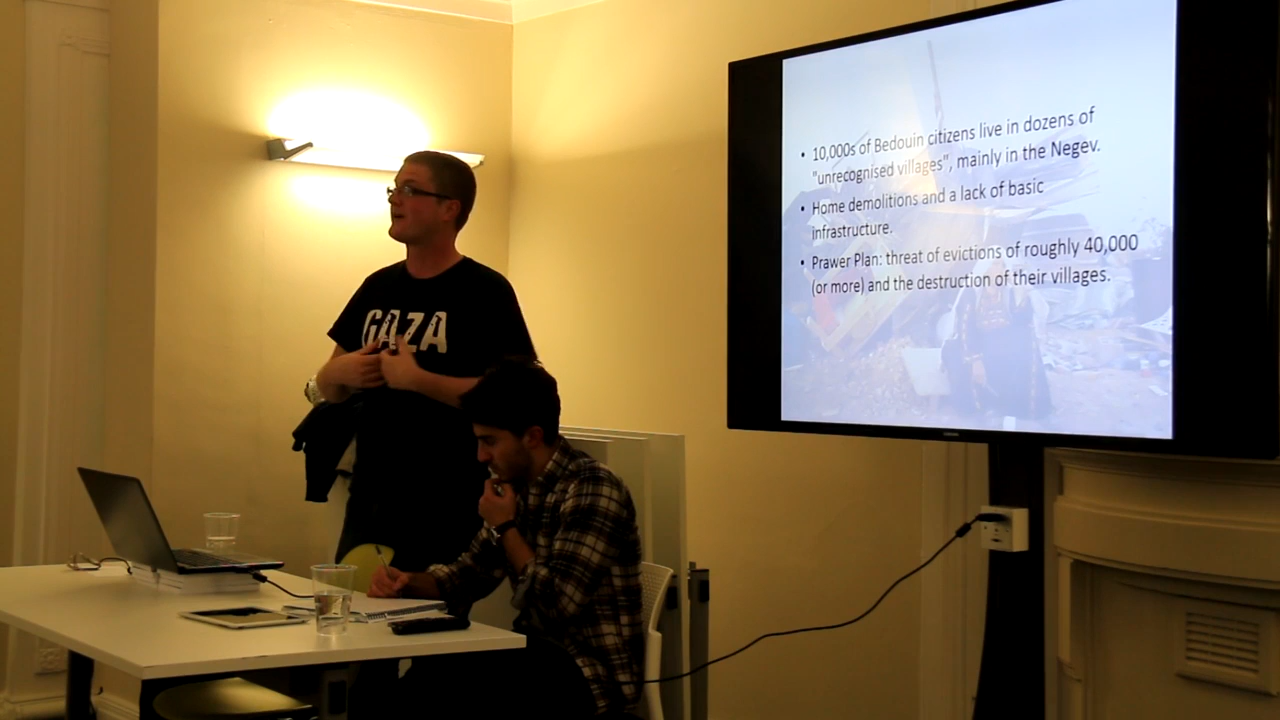 GAZA
• 10,000s of Bedouin citizens live in dozens of
"unrecognised villages", mainly in the Negev.
• Home demolitions and a lack of basic
infrastructure.
• Prawer Plan: threat of evictions of roughly 40,000
(or more) and the destruction of their villages.